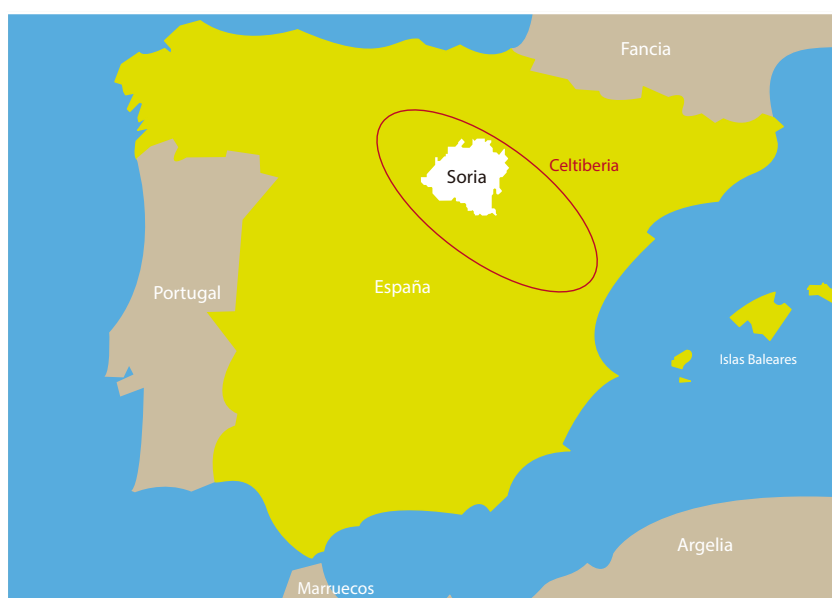 Fancia
Celtiberia
Soria
España
Portugal
Islas Baleares
Argelia
Marruecos